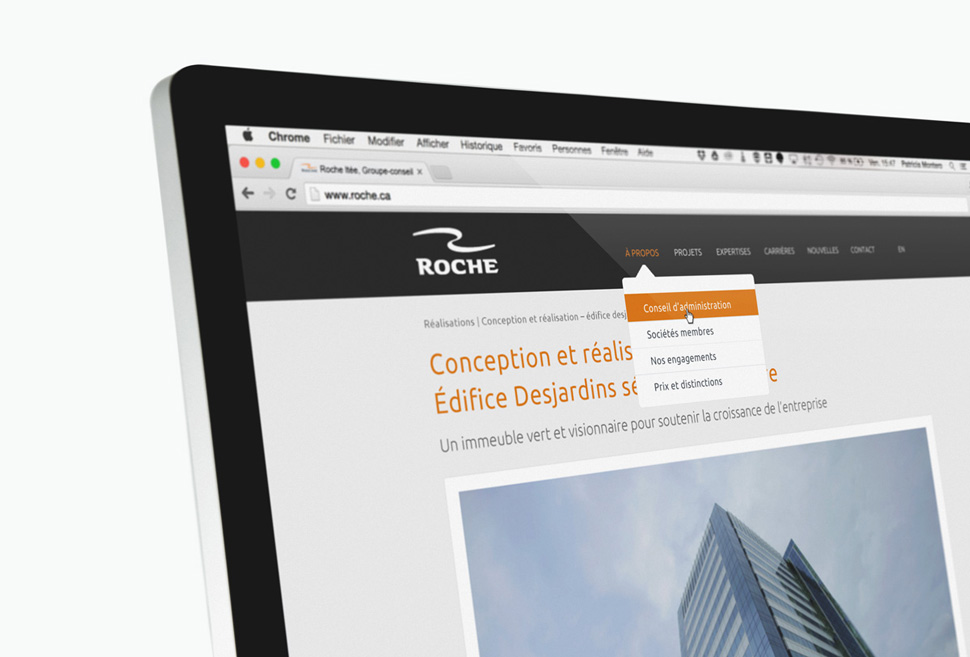 Chrome Fichier Modifier Afficher Historique Favoris Personnes Fenêtre Aide Ven. 15:47 Patricia Montero
Roche ltée, Groupe-conseil
www.roche.ca
ROCHE
À PROPOS PROJETS EXPERTISES CARRIÈRES NOUVELLES CONTACT EN
Conseil d'administration
Sociétés membres
Nos engagements
Prix et distinctions
Réalisations | Conception et réalisation – édifice desj
Conception et réalis
Édifice Desjardins sé re
Un immeuble vert et visionnaire pour soutenir la croissance de l'entreprise